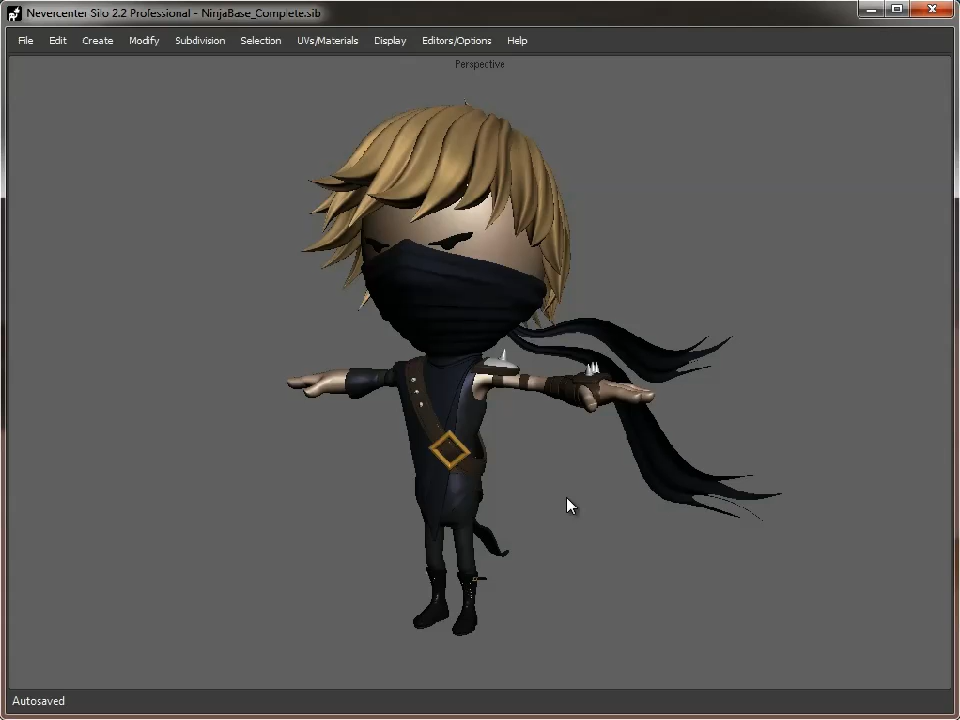 Nevercenter Silo 2.2 Professional - NinjaBase_Complete.sib
File Edit Create Modify Subdivision Selection UVs/Materials Display Editors/Options Help
Perspective
Autosaved